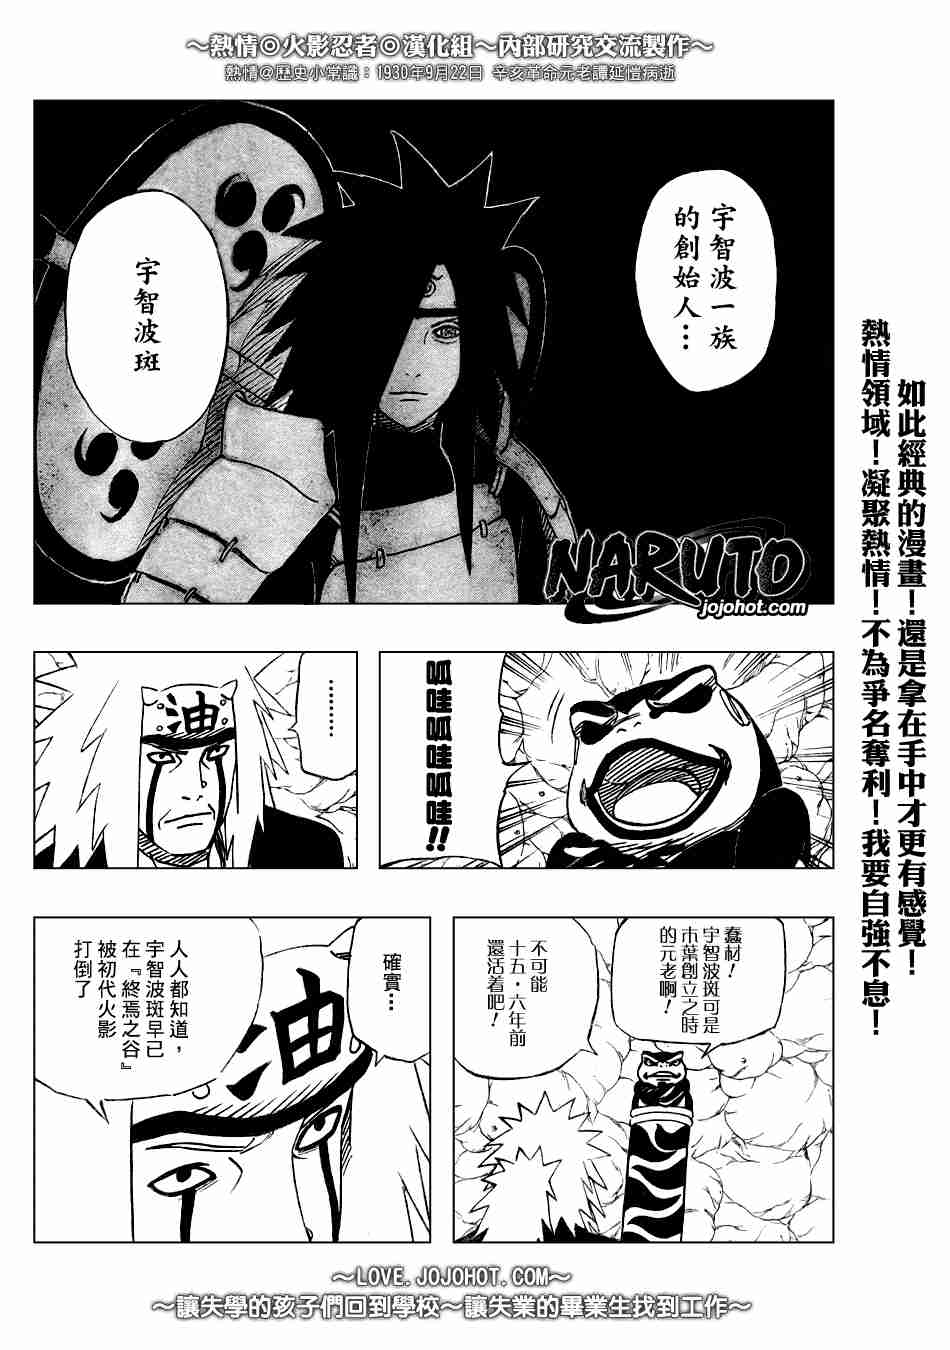 ～熱情◎火影忍者◎漢化組～內部研究交流製作～
熱情@歷史小常識：1930年9月22日 辛亥革命元老譚延愷病逝
宇智波一族
的創始人…
宇智波斑
NARUTO
jojohot.com
如此經典的漫畫！還是拿在手中才更有感覺！
熱情領域！凝聚熱情！不為爭名奪利！我要自強不息！
呱哇呱哇呱哇!!
………
油
蠢材！
宇智波斑可是
木葉創立之時
的元老啊！
不可能
十五，六年前
還活着吧！
確實…
人人都知道，
宇智波斑早已
在『終焉之谷』
被初代火影
打倒了
油
～LOVE.JOJOHOT.COM～
～讓失學的孩子們回到學校～讓失業的畢業生找到工作～